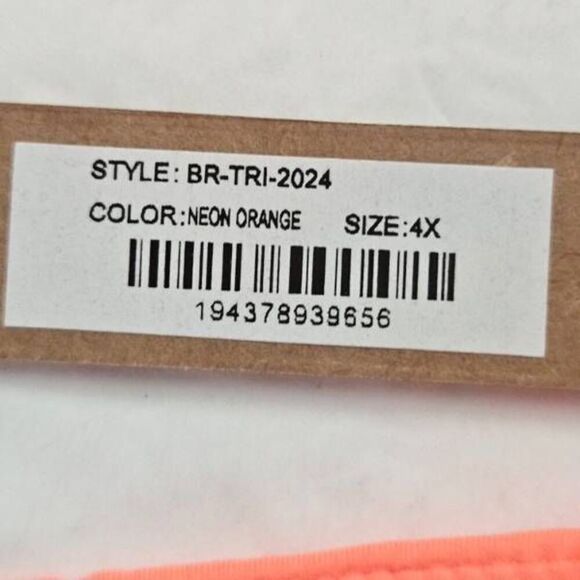 STYLE: BR-TRI-2024
COLOR:NEON ORANGE SIZE:4X
194378939656